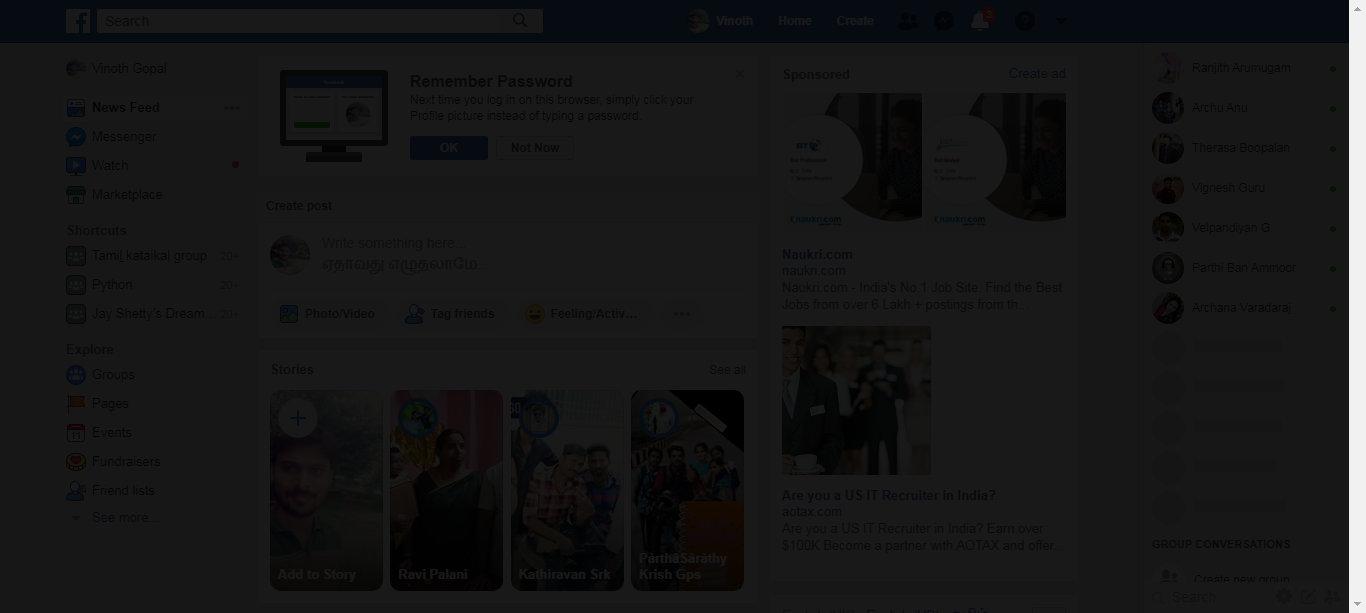 Search
Vinoth
Home
Create
2
Vinoth Gopal
News Feed
Messenger
Watch
Marketplace
Shortcuts
Tamil kataikal group 20+
Python 20+
Jay Shetty's Dream... 20+
Explore
Groups
Pages
Events
Fundraisers
Friend lists
See more...
Remember Password
Next time you log in on this browser, simply click your
Profile picture instead of typing a password.
OK
Not Now
Create post
Write something here...
ஏதாவது எழுதலாமே...
Photo/Video
Tag friends
Feeling/Activ...
Stories
See all
Add to Story
Ravi Palani
Kathiravan Srk
Pârthâsârâthy
Krish Gps
Sponsored
Create ad
BT
naukri.com
naukri.com
Naukri.com
naukri.com
Naukri.com - India's No.1 Job Site. Find the Best
Jobs from over 6 Lakh + postings from th...
Are you a US IT Recruiter in India?
aotax.com
Are you a US IT Recruiter in India? Earn over
$100K Become a partner with AOTAX and offer...
Ranjith Arumugam
Archu Anu
Therasa Boopalan
Vignesh Guru
Velpandiyan G
Parthi Ban Ammoor
Archana Varadaraj
GROUP CONVERSATIONS
Create new group
Search